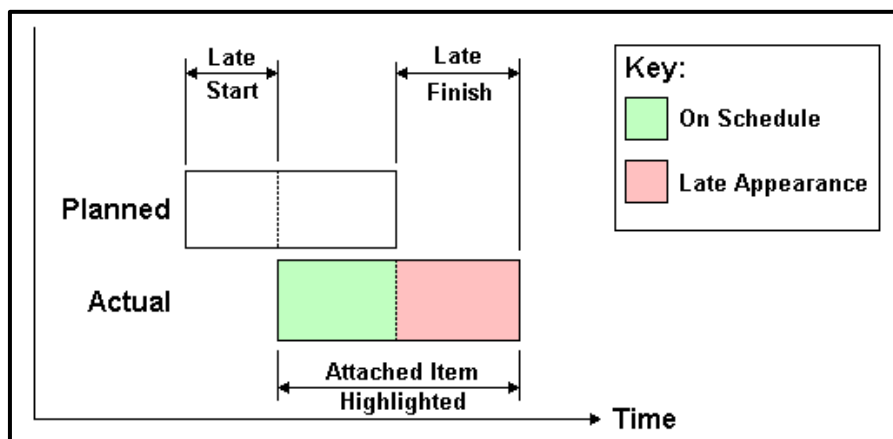 Late
Start
Late
Finish
Key:
On Schedule
Late Appearance
Planned
Actual
Attached Item
Highlighted
Time